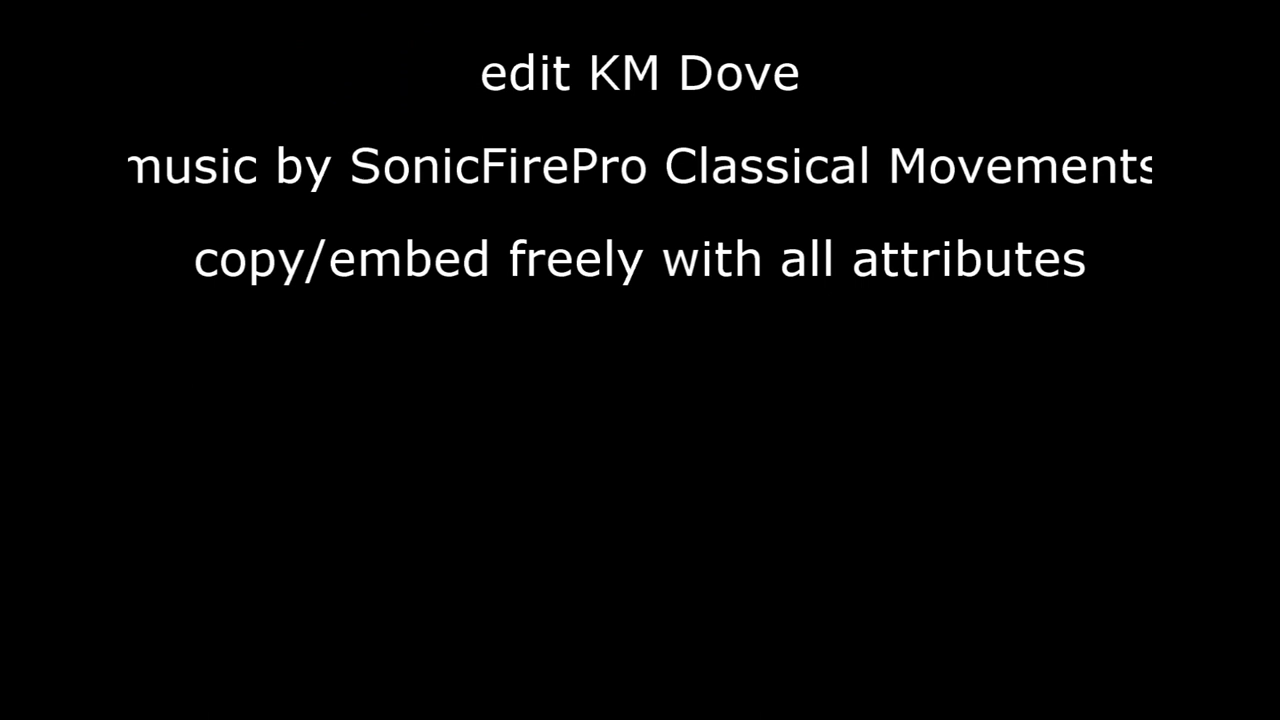 edit KM Dove
music by SonicFirePro Classical Movements
copy/embed freely with all attributes